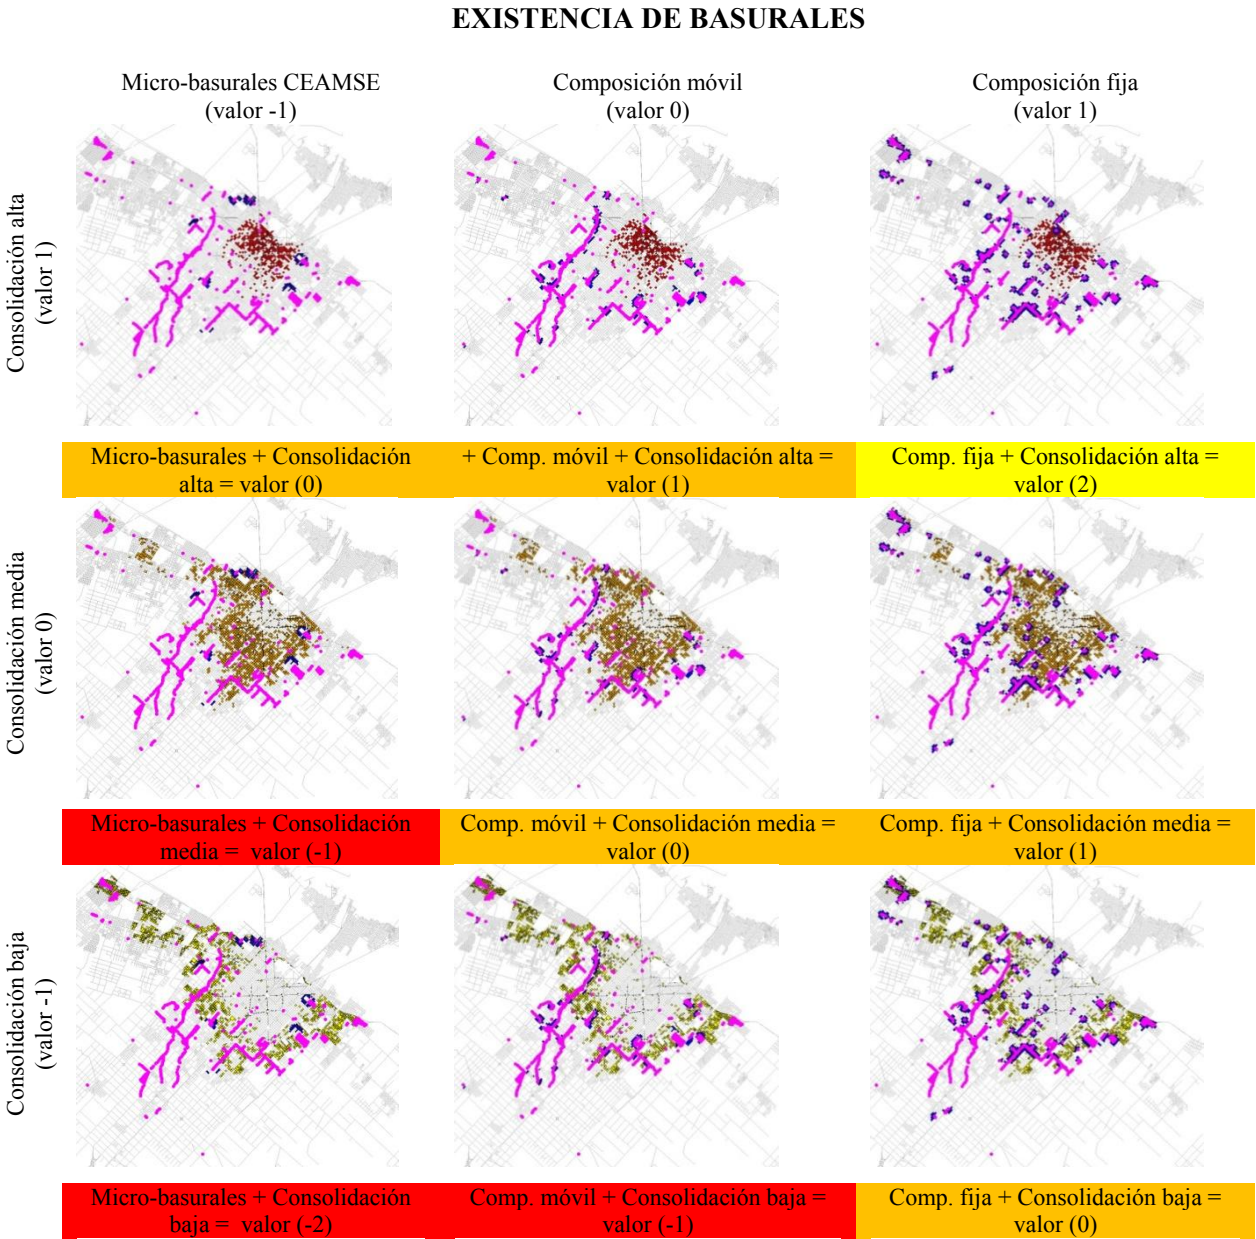 EXISTENCIA DE BASURALES
Micro-basurales CEAMSE
(valor -1)
Composición móvil
(valor 0)
Composición fija
(valor 1)
Consolidación alta
(valor 1)
Micro-basurales + Consolidación
alta = valor (0)
+ Comp. móvil + Consolidación alta =
valor (1)
Comp. fija + Consolidación alta =
valor (2)
Consolidación media
(valor 0)
Micro-basurales + Consolidación
media =  valor (-1)
Comp. móvil + Consolidación media =
valor (0)
Comp. fija + Consolidación media =
valor (1)
Consolidación baja
(valor -1)
Micro-basurales + Consolidación
baja =  valor (-2)
Comp. móvil + Consolidación baja =
valor (-1)
Comp. fija + Consolidación baja =
valor (0)